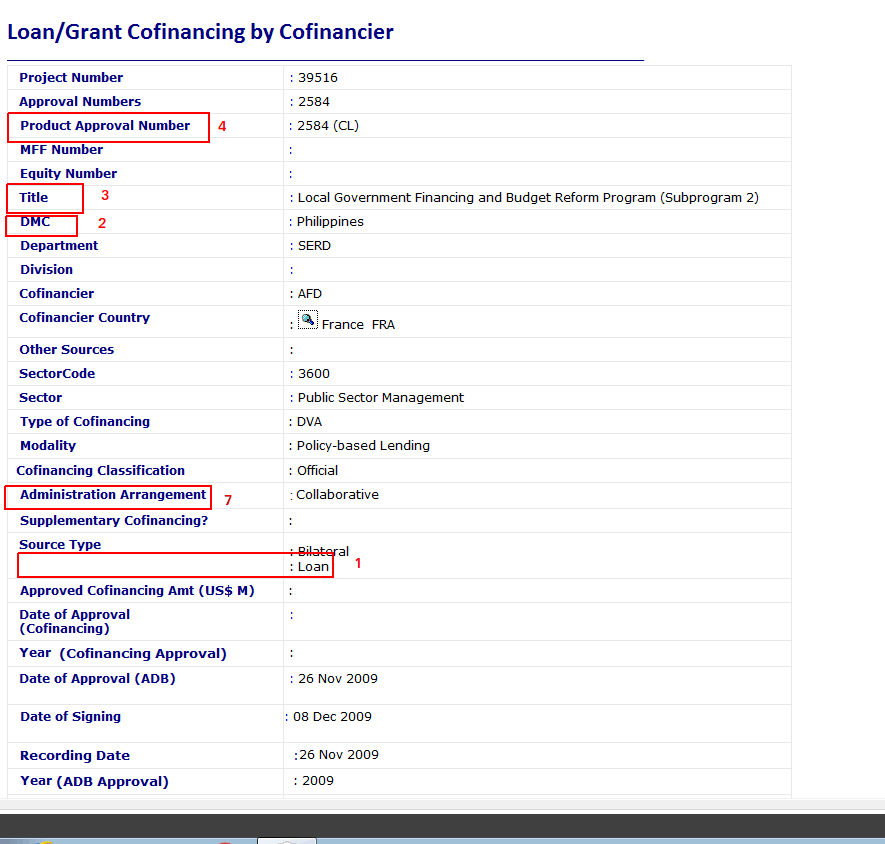 Loan/Grant Cofinancing by Cofinancier
Project Number : 39516
Approval Numbers : 2584
Product Approval Number 4 : 2584 (CL)
MFF Number :
Equity Number :
Title 3 : Local Government Financing and Budget Reform Program (Subprogram 2)
DMC 2 : Philippines
Department : SERD
Division :
Cofinancier : AFD
Cofinancier Country : France FRA
Other Sources :
SectorCode : 3600
Sector : Public Sector Management
Type of Cofinancing : DVA
Modality : Policy-based Lending
Cofinancing Classification : Official
Administration Arrangement 7 : Collaborative
Supplementary Cofinancing? :
Source Type : Bilateral
: Loan 1
Approved Cofinancing Amt (US$ M) :
Date of Approval :
(Cofinancing)
Year (Cofinancing Approval) :
Date of Approval (ADB) : 26 Nov 2009
Date of Signing : 08 Dec 2009
Recording Date :26 Nov 2009
Year (ADB Approval) : 2009